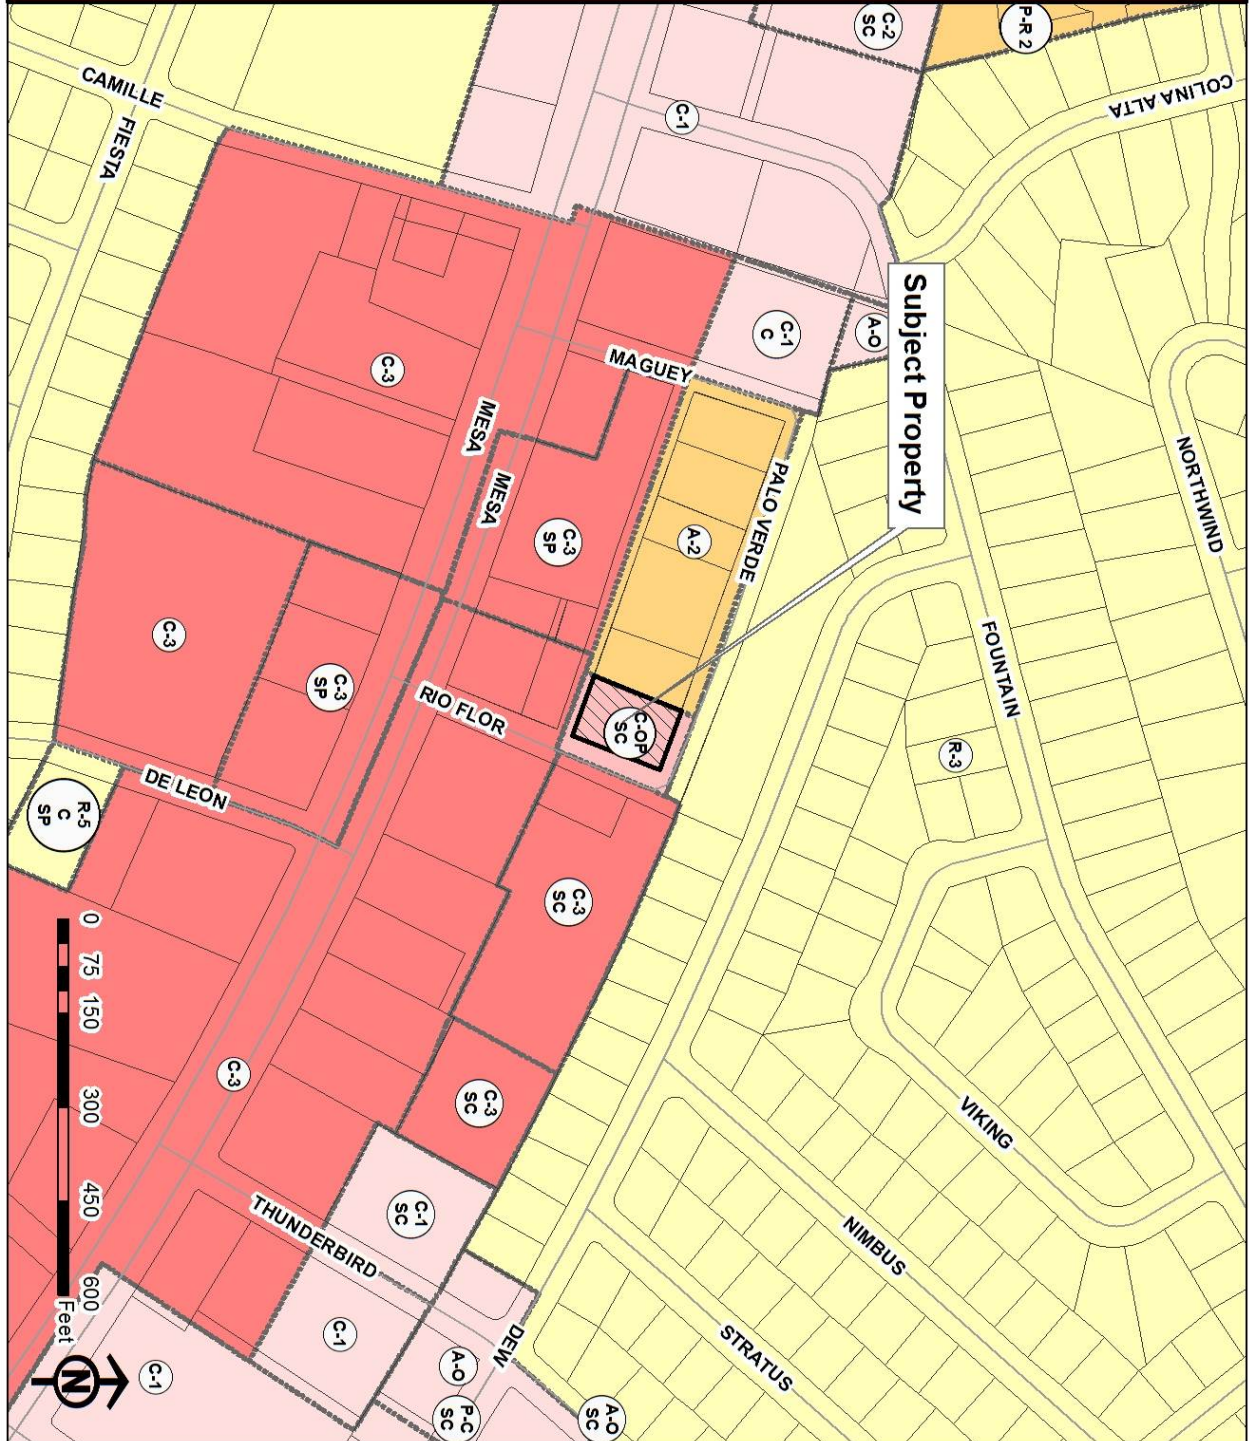 P-R 2
C-2
SC
COLINA ALTA
C-1
CAMILLE
FIESTA
Subject Property
A-O
C-1
C
MAGUEY
C-3
NORTHWIND
MESA
MESA
PALO VERDE
A-2
C-3
SP
FOUNTAIN
C-3
C-3
SP
RIO FLOR
C-OP
SC
R-3
DE LEON
R-5
C
SP
C-3
SC
C-3
C-3
SC
VIKING
C-1
SC
THUNDERBIRD
NIMBUS
C-1
DEW
STRATUS
A-O
C-1
P-C
SC
A-O
SC
0 75 150 300 450 600
Feet
N